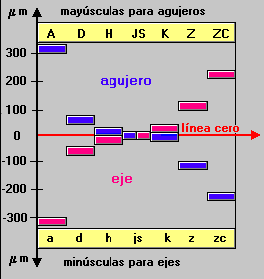 μm mayúsculas para agujeros
A D H JS K Z ZC
300
200
agujero
100
línea cero
0
-100
eje
-200
-300
a d h js k z zc
μm minúsculas para ejes